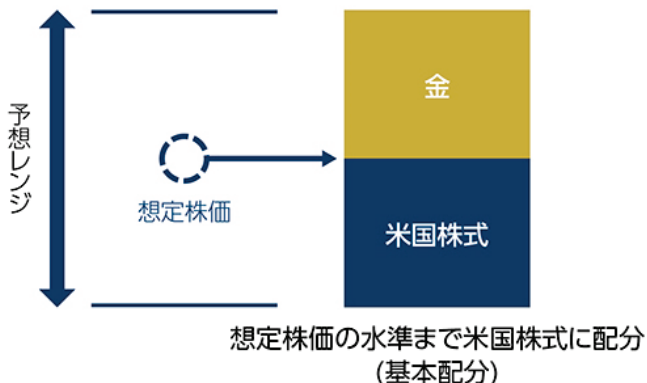 予想レンジ
想定株価
金
米国株式
想定株価の水準まで米国株式に配分
(基本配分)